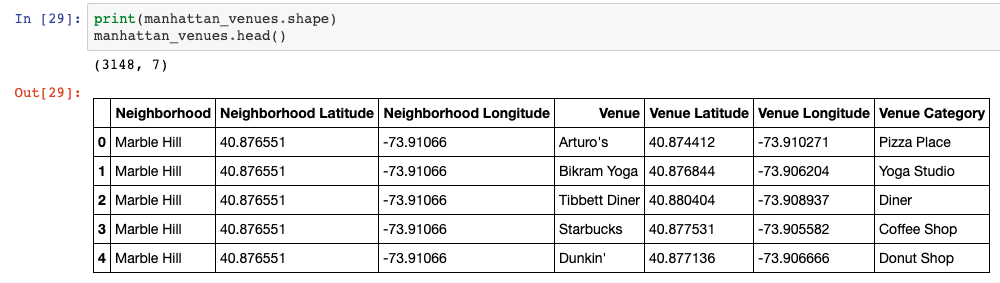 In [29]: print(manhattan_venues.shape)
manhattan_venues.head()
(3148, 7)
Out[29]:
Neighborhood Neighborhood Latitude Neighborhood Longitude Venue Venue Latitude Venue Longitude Venue Category
0 Marble Hill 40.876551 -73.91066 Arturo's 40.874412 -73.910271 Pizza Place
1 Marble Hill 40.876551 -73.91066 Bikram Yoga 40.876844 -73.906204 Yoga Studio
2 Marble Hill 40.876551 -73.91066 Tibbett Diner 40.880404 -73.908937 Diner
3 Marble Hill 40.876551 -73.91066 Starbucks 40.877531 -73.905582 Coffee Shop
4 Marble Hill 40.876551 -73.91066 Dunkin' 40.877136 -73.906666 Donut Shop